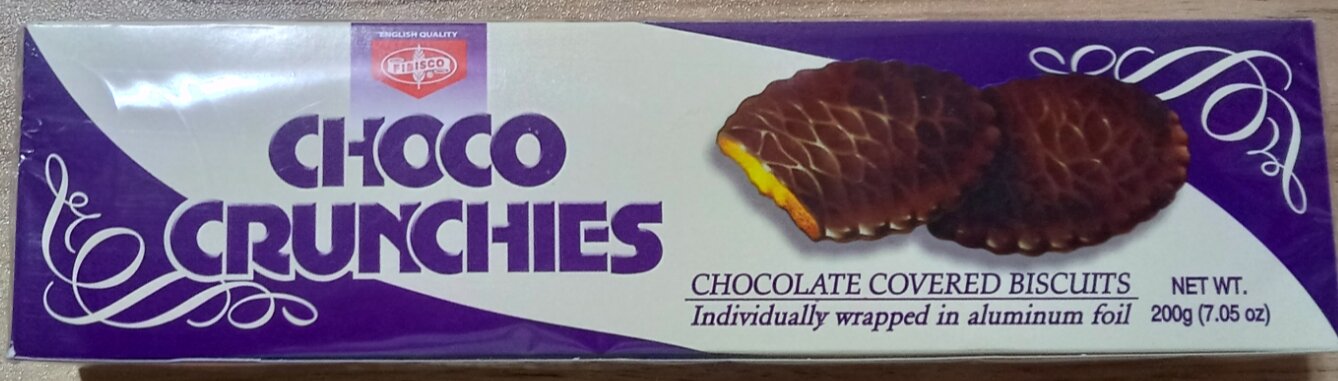 ENGLISH QUALITY
FIBISCO
CHOCO
CRUNCHIES
CHOCOLATE COVERED BISCUITS
Individually wrapped in aluminum foil
NET WT.
200g (7.05 oz)